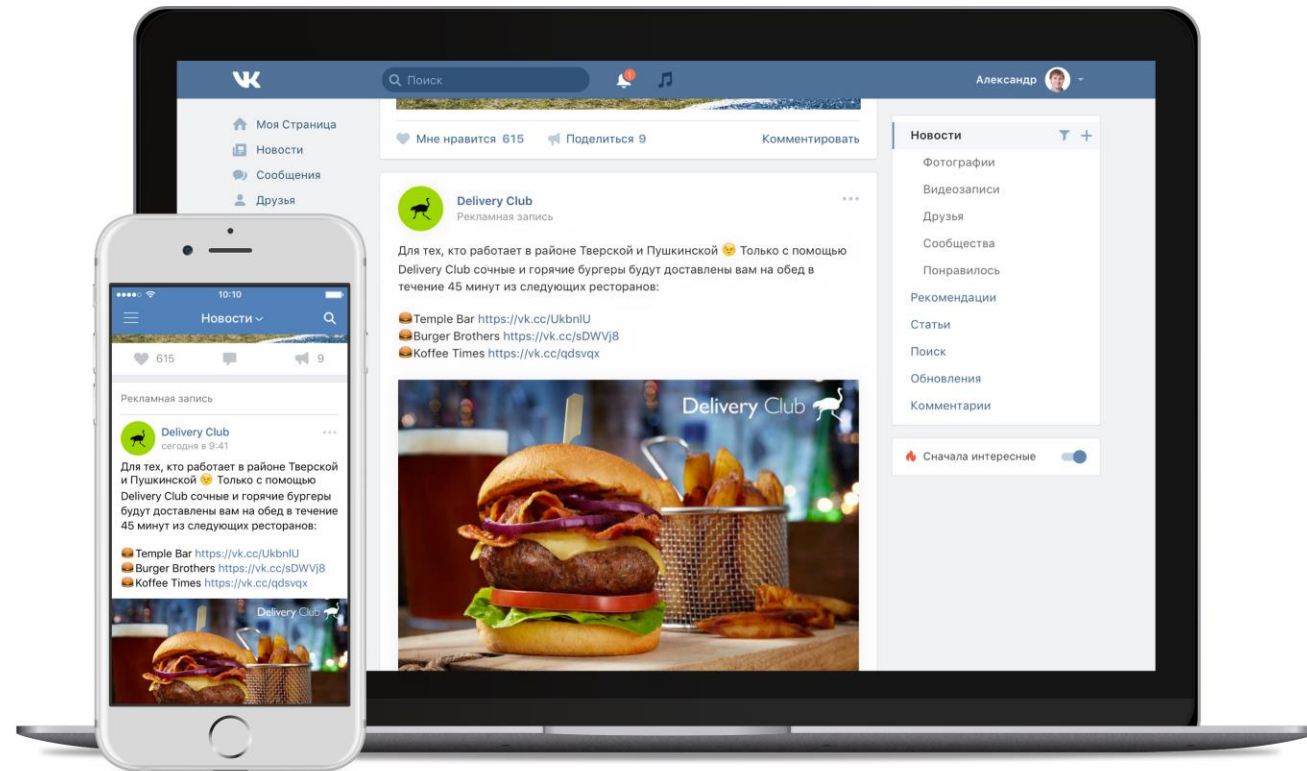 Поиск
1
Александр
Моя Страница
Новости
Сообщения
Друзья
Мне нравится 615 Поделиться 9 Комментировать
Delivery Club
Рекламная запись
Для тех, кто работает в районе Тверской и Пушкинской 😉 Только с помощью
Delivery Club сочные и горячие бургеры будут доставлены вам на обед в
течение 45 минут из следующих ресторанов:
🍔Temple Bar https://vk.cc/UkbnlU
🍔Burger Brothers https://vk.cc/sDWVj8
🍔Koffee Times https://vk.cc/qdsvqx
Delivery Club
Новости
Фотографии
Видеозаписи
Друзья
Сообщества
Понравилось
Рекомендации
Статьи
Поиск
Обновления
Комментарии
Сначала интересные
10:10
Новости
615 9
Рекламная запись
Delivery Club
сегодня в 9:41
Для тех, кто работает в районе Тверской
и Пушкинской 😉 Только с помощью
Delivery Club сочные и горячие бургеры
будут доставлены вам на обед в течение
45 минут из следующих ресторанов:
🍔Temple Bar https://vk.cc/UkbnlU
🍔Burger Brothers https://vk.cc/sDWVj8
🍔Koffee Times https://vk.cc/qdsvqx
Delivery Club